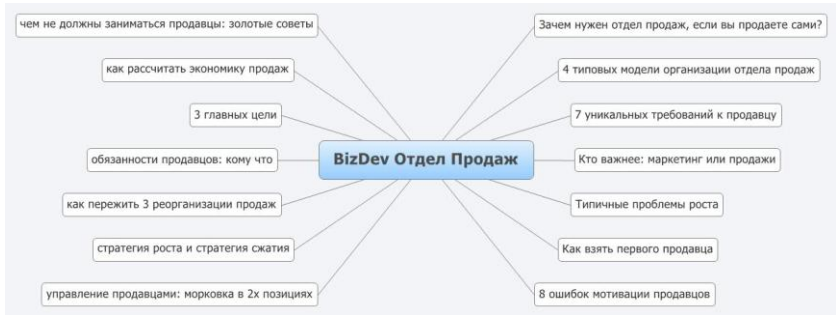 чем не должны заниматься продавцы: золотые советы
Зачем нужен отдел продаж, если вы продаете сами?
как рассчитать экономику продаж
4 типовых модели организации отдела продаж
3 главных цели
7 уникальных требований к продавцу
обязанности продавцов: кому что
BizDev Отдел Продаж
Кто важнее: маркетинг или продажи
как пережить 3 реорганизации продаж
Типичные проблемы роста
стратегия роста и стратегия сжатия
Как взять первого продавца
управление продавцами: морковка в 2х позициях
8 ошибок мотивации продавцов